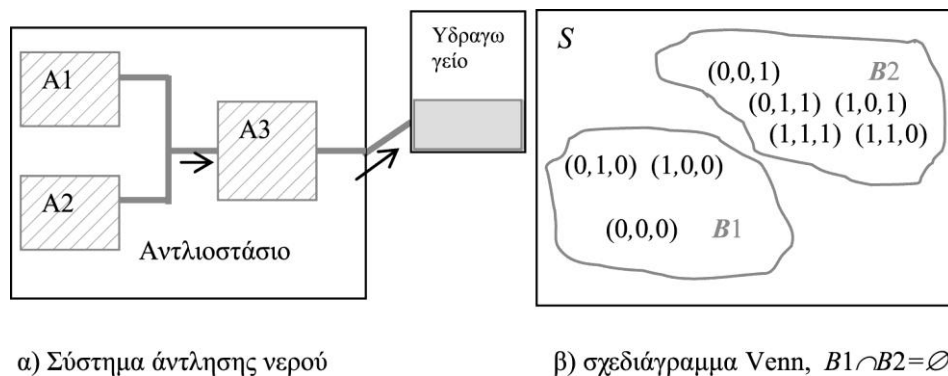 A1
A2
A3
Αντλιοστάσιο
Υδραγω
γείο
S
(0,0,1) B2
(0,1,1) (1,0,1)
(1,1,1) (1,1,0)
(0,1,0) (1,0,0)
(0,0,0) B1
α) Σύστημα άντλησης νερού
β) σχεδιάγραμμα Venn, B1∩B2=∅